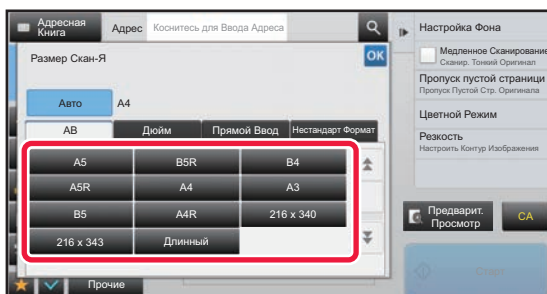 Адресная
Книга
Адрес
Коснитесь для Ввода Адреса
Настройка Фона
Размер Скан-Я
OK
Медленное Сканирование
Сканир. Тонкий Оригинал
Пропуск пустой страници
Пропуск Пустой Стр. Оригинала
Авто
A4
Цветной Режим
AB
Дюйм
Прямой Ввод
Нестандарт Формат
Резкость
Настроить Контур Изображения
A5
B5R
B4
A5R
A4
A3
B5
A4R
216 x 340
Предварит.
Просмотр
CA
216 x 343
Длинный
Прочие